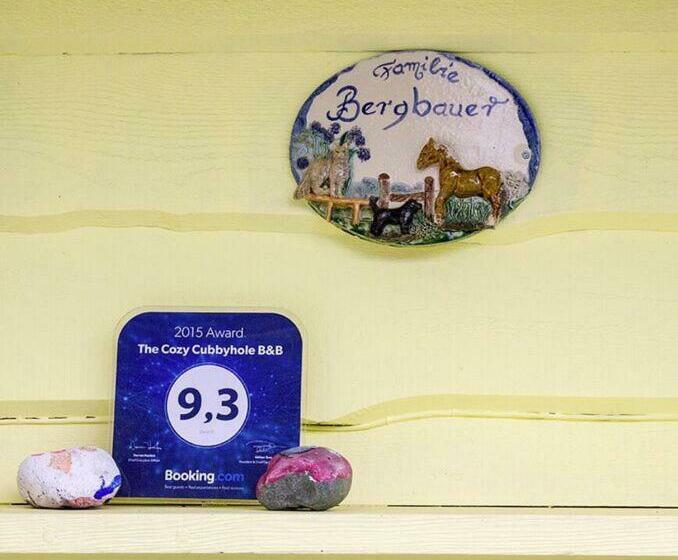 Familie
Bergbauer
2015 Award
The Cozy Cubbyhole B&B
9,3
Booking.com